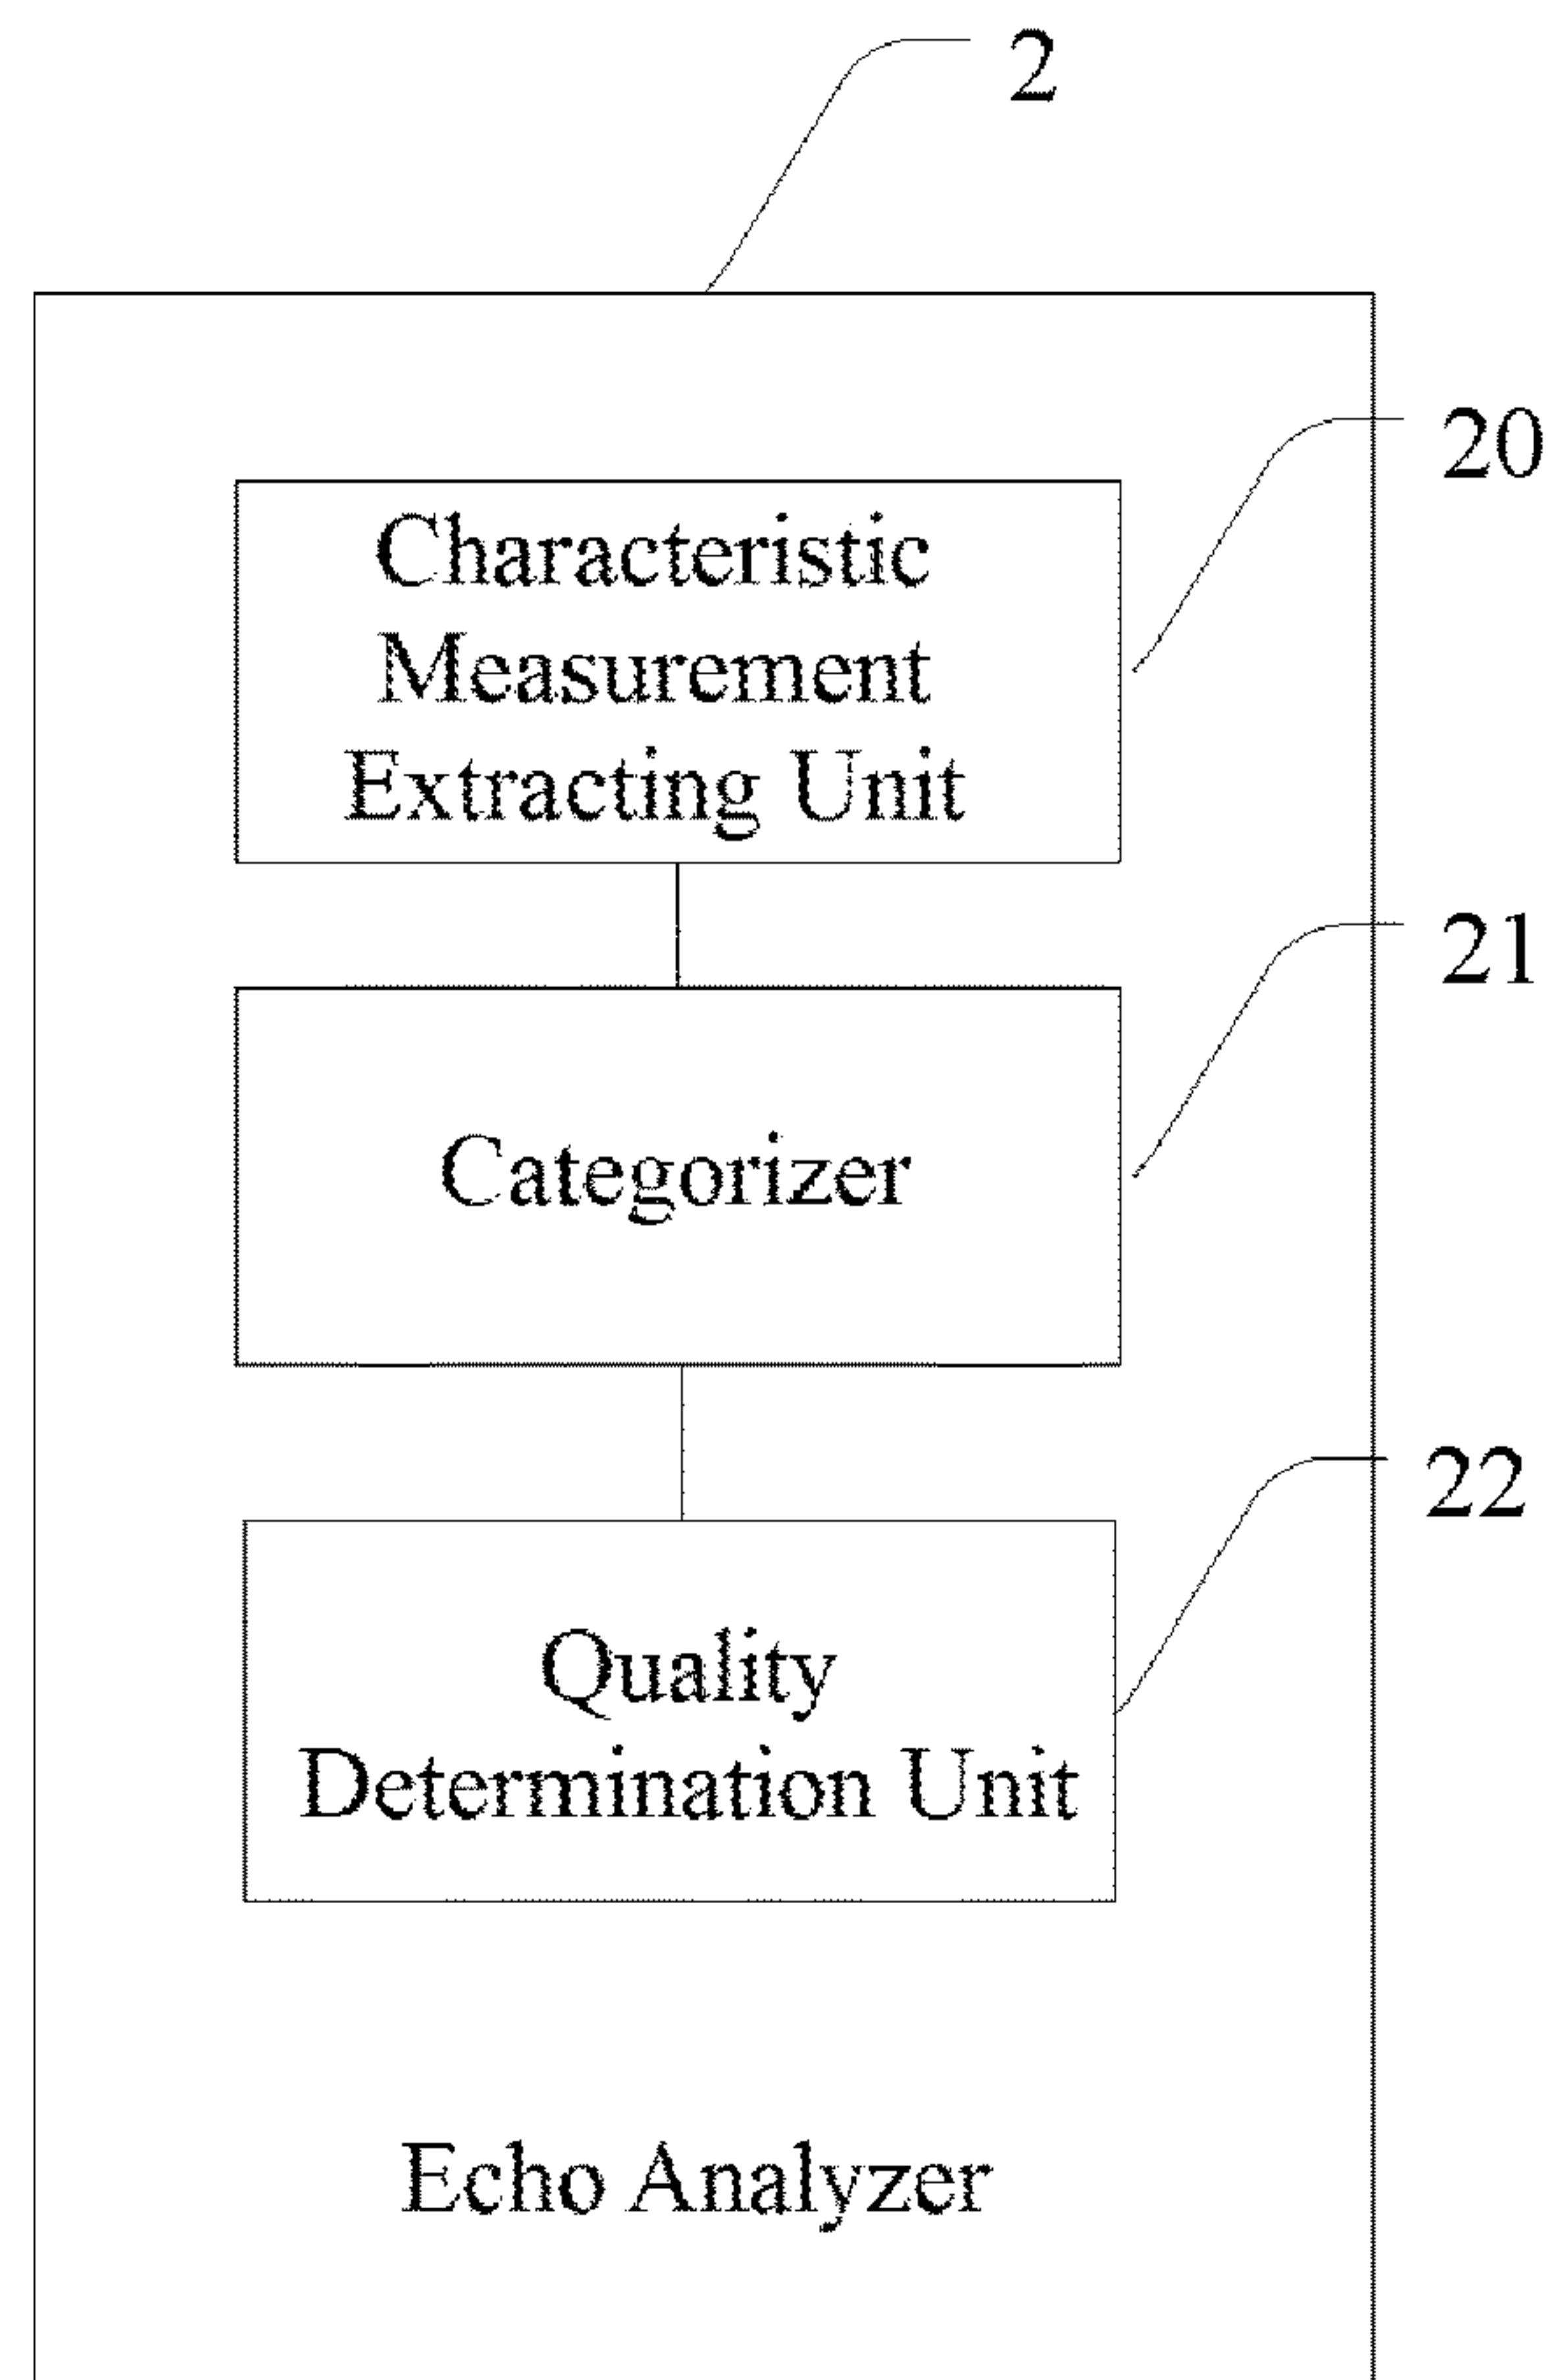 2
20
Characteristic
Measurement
Extracting Unit
21
Categorizer
22
Quality
Determination Unit
Echo Analyzer